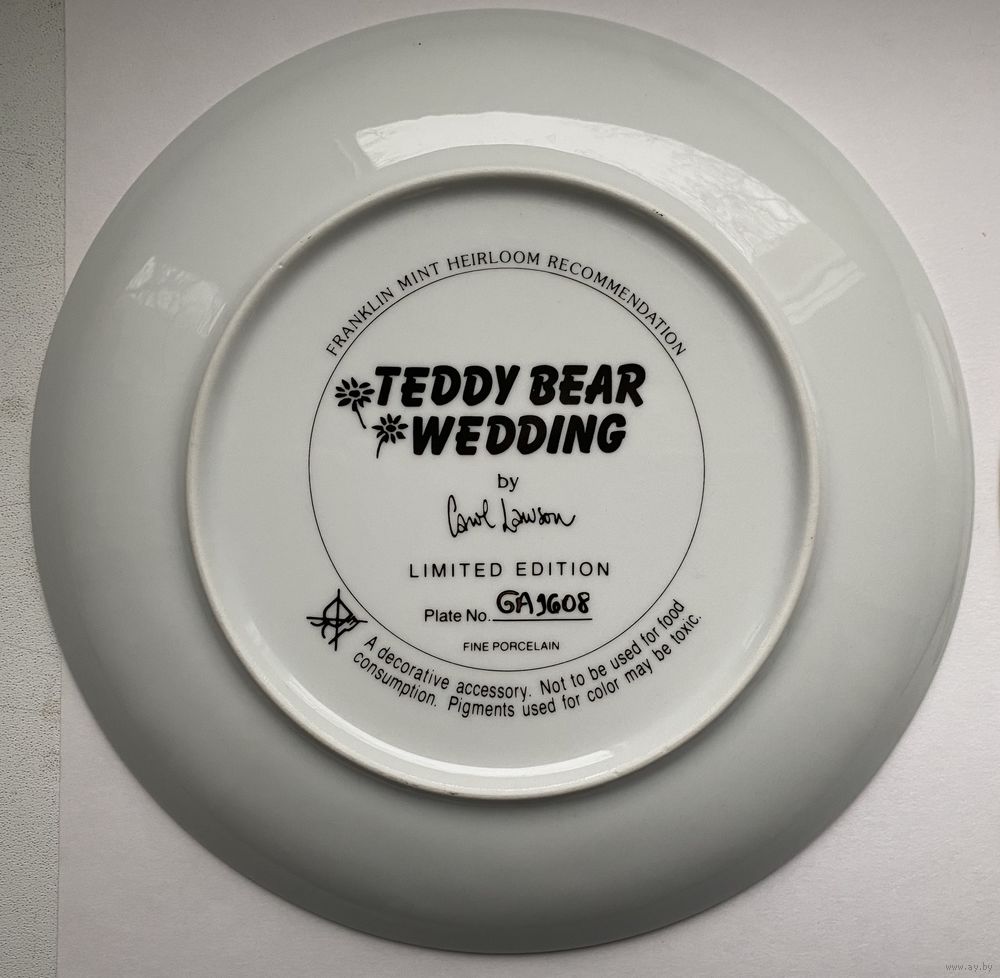 FRANKLIN MINT HEIRLOOM RECOMMENDATION
TEDDY BEAR
WEDDING
by
Carol Lawson
LIMITED EDITION
Plate No. GA9608
FINE PORCELAIN
A decorative accessory. Not to be used for food
consumption. Pigments used for color may be toxic.
www.ay.by